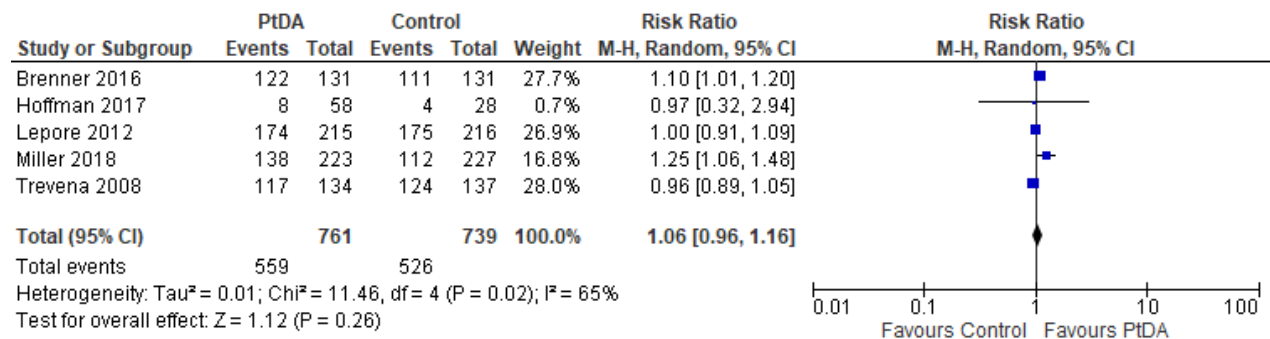 PtDA Control Risk Ratio Risk Ratio
Study or Subgroup Events Total Events Total Weight M-H, Random, 95% CI M-H, Random, 95% CI
Brenner 2016 122 131 111 131 27.7% 1.10 [1.01, 1.20]
Hoffman 2017 8 58 4 28 0.7% 0.97 [0.32, 2.94]
Lepore 2012 174 215 175 216 26.9% 1.00 [0.91, 1.09]
Miller 2018 138 223 112 227 16.8% 1.25 [1.06, 1.48]
Trevena 2008 117 134 124 137 28.0% 0.96 [0.89, 1.05]
Total (95% CI) 761 739 100.0% 1.06 [0.96, 1.16]
Total events 559 526
Heterogeneity: Tau² = 0.01; Chi² = 11.46, df = 4 (P = 0.02); I² = 65%
Test for overall effect: Z = 1.12 (P = 0.26)
0.01 0.1 1 10 100
Favours Control Favours PtDA